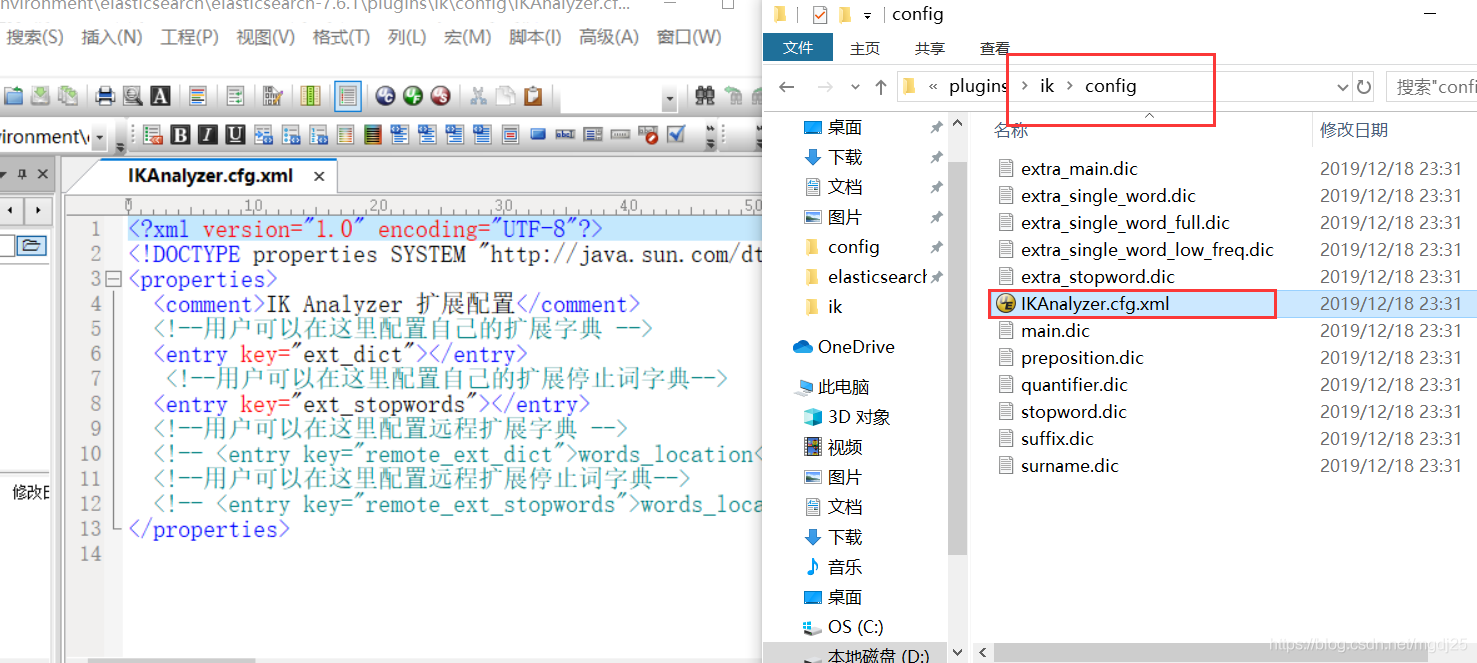 nvironment\elasticsearch\elasticsearch-7.6.1\plugins\ik\config\IKAnalyzer.cf...
搜索(S) 插入(N) 工程(P) 视图(V) 格式(T) 列(L) 宏(M) 脚本(I) 高级(A) 窗口(W)
vironment\
IKAnalyzer.cfg.xml
1,0 2,0 3,0 4,0 5,0
1 <?xml version="1.0" encoding="UTF-8"?>
2 <!DOCTYPE properties SYSTEM "http://java.sun.com/dt
3 <properties>
4 <comment>IK Analyzer 扩展配置</comment>
5 <!--用户可以在这里配置自己的扩展字典 -->
6 <entry key="ext_dict"></entry>
7 <!--用户可以在这里配置自己的扩展停止词字典-->
8 <entry key="ext_stopwords"></entry>
9 <!--用户可以在这里配置远程扩展字典 -->
10 <!-- <entry key="remote_ext_dict">words_location<
11 <!--用户可以在这里配置远程扩展停止词字典-->
12 <!-- <entry key="remote_ext_stopwords">words_loca
13 </properties>
14
修改日
config
文件 主页 共享 查看
« plugins › ik › config
搜索"confi
桌面
下载
文档
图片
config
elasticsearch
ik
OneDrive
此电脑
3D 对象
视频
图片
文档
下载
音乐
桌面
OS (C:)
本地磁盘 (D:)
名称 修改日期
extra_main.dic 2019/12/18 23:31
extra_single_word.dic 2019/12/18 23:31
extra_single_word_full.dic 2019/12/18 23:31
extra_single_word_low_freq.dic 2019/12/18 23:31
extra_stopword.dic 2019/12/18 23:31
IKAnalyzer.cfg.xml 2019/12/18 23:31
main.dic 2019/12/18 23:31
preposition.dic 2019/12/18 23:31
quantifier.dic 2019/12/18 23:31
stopword.dic 2019/12/18 23:31
suffix.dic 2019/12/18 23:31
surname.dic 2019/12/18 23:31
https://blog.csdn.net/mgdj25